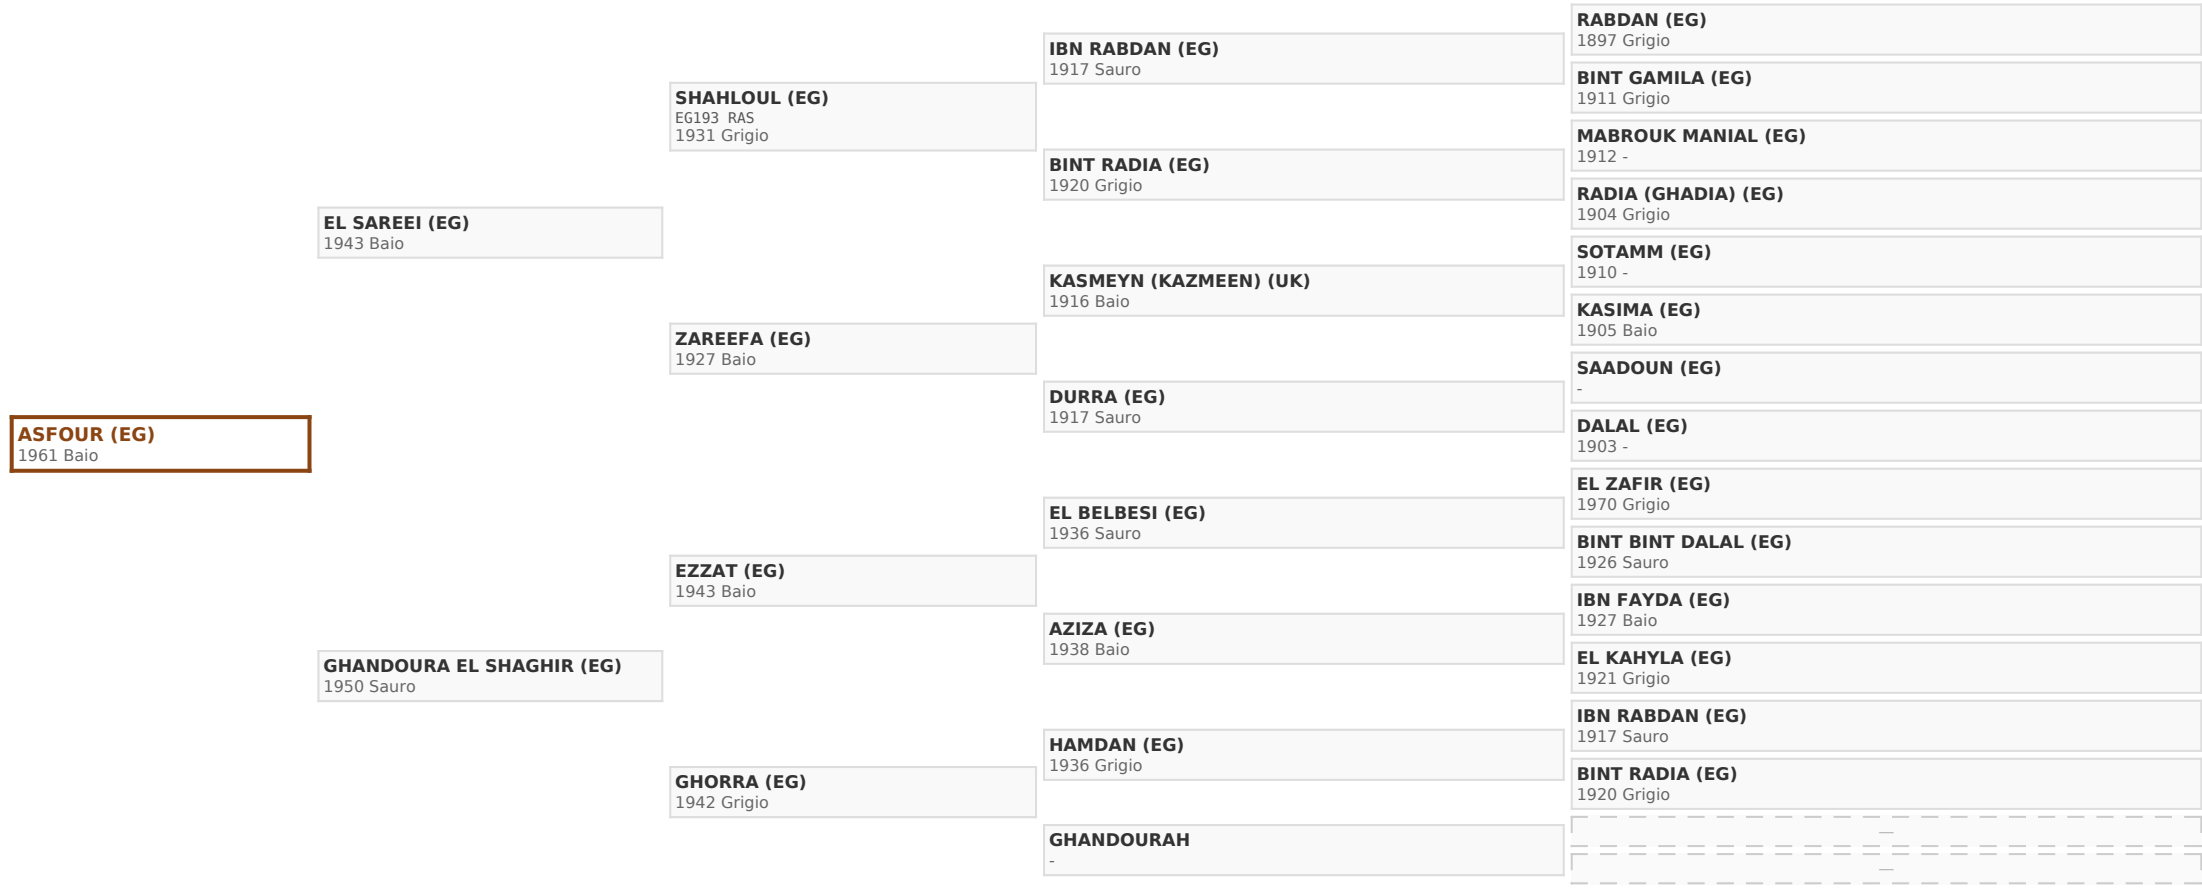 ASFOUR (EG)
1961 Baio
EL SAREEI (EG)
1943 Baio
GHANDOURA EL SHAGHIR (EG)
1950 Sauro
SHAHLOUL (EG)
EG193 RAS
1931 Grigio
ZAREEFA (EG)
1927 Baio
EZZAT (EG)
1943 Baio
GHORRA (EG)
1942 Grigio
IBN RABDAN (EG)
1917 Sauro
BINT RADIA (EG)
1920 Grigio
KASMEYN (KAZMEEN) (UK)
1916 Baio
DURRA (EG)
1917 Sauro
EL BELBESI (EG)
1936 Sauro
AZIZA (EG)
1938 Baio
HAMDAN (EG)
1936 Grigio
GHANDOURAH
-
RABDAN (EG)
1897 Grigio
BINT GAMILA (EG)
1911 Grigio
MABROUK MANIAL (EG)
1912 -
RADIA (GHADIA) (EG)
1904 Grigio
SOTAMM (EG)
1910 -
KASIMA (EG)
1905 Baio
SAADOUN (EG)
-
DALAL (EG)
1903 -
EL ZAFIR (EG)
1970 Grigio
BINT BINT DALAL (EG)
1926 Sauro
IBN FAYDA (EG)
1927 Baio
EL KAHYLA (EG)
1921 Grigio
IBN RABDAN (EG)
1917 Sauro
BINT RADIA (EG)
1920 Grigio
—
—